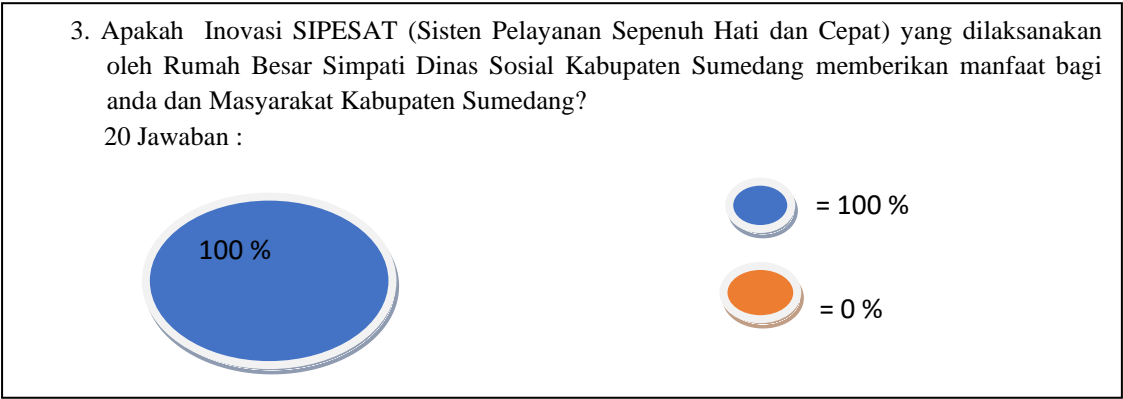 3. Apakah Inovasi SIPESAT (Sisten Pelayanan Sepenuh Hati dan Cepat) yang dilaksanakan
oleh Rumah Besar Simpati Dinas Sosial Kabupaten Sumedang memberikan manfaat bagi
anda dan Masyarakat Kabupaten Sumedang?
20 Jawaban :
100 %
= 100 %
= 0 %